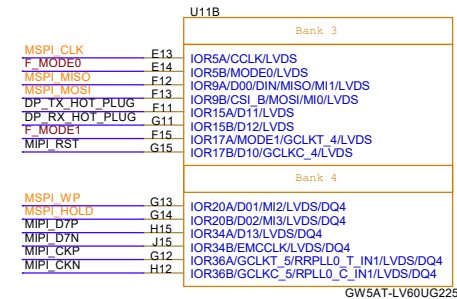 U11B
Bank 3
MSPI_CLK E13 IOR5A/CCLK/LVDS
F_MODE0 E14 IOR5B/MODE0/LVDS
MSPI_MISO F12 IOR9A/D00/DIN/MISO/MI1/LVDS
MSPI_MOSI F13 IOR9B/CSI_B/MOSI/MI0/LVDS
DP_TX_HOT_PLUG F11 IOR15A/D11/LVDS
DP_RX_HOT_PLUG G11 IOR15B/D12/LVDS
F_MODE1 F15 IOR17A/MODE1/GCLKT_4/LVDS
MIPI_RST G15 IOR17B/D10/GCLKC_4/LVDS
Bank 4
MSPI_WP G13 IOR20A/D01/MI2/LVDS/DQ4
MSPI_HOLD G14 IOR20B/D02/MI3/LVDS/DQ4
MIPI_D7P H15 IOR34A/D13/LVDS/DQ4
MIPI_D7N J15 IOR34B/EMCCLK/LVDS/DQ4
MIPI_CKP G12 IOR36A/GCLKT_5/RRPLL0_T_IN1/LVDS/DQ4
MIPI_CKN H12 IOR36B/GCLKC_5/RRPLL0_C_IN1/LVDS/DQ4
GW5AT-LV60UG225